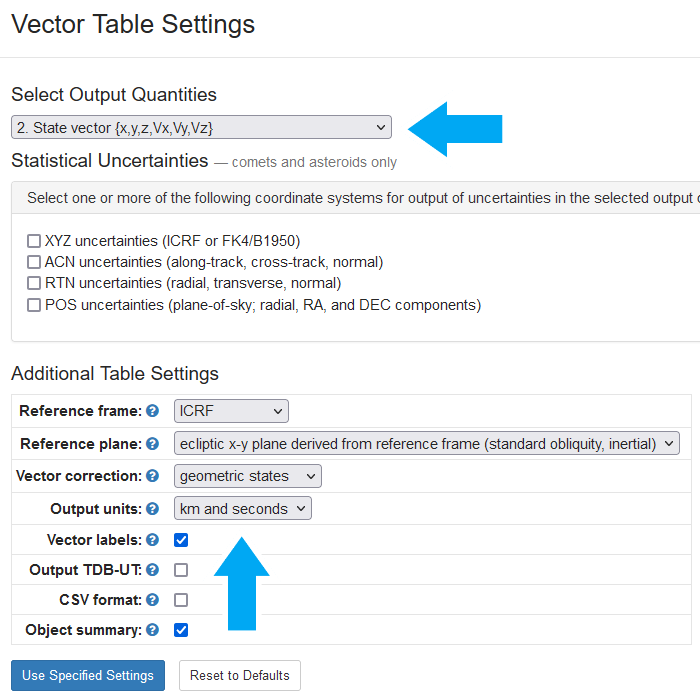 Vector Table Settings
Select Output Quantities
2. State vector {x,y,z,Vx,Vy,Vz}
Statistical Uncertainties — comets and asteroids only
Select one or more of the following coordinate systems for output of uncertainties in the selected output
XYZ uncertainties (ICRF or FK4/B1950)
ACN uncertainties (along-track, cross-track, normal)
RTN uncertainties (radial, transverse, normal)
POS uncertainties (plane-of-sky; radial, RA, and DEC components)
Additional Table Settings
Reference frame: ? ICRF
Reference plane: ? ecliptic x-y plane derived from reference frame (standard obliquity, inertial)
Vector correction: ? geometric states
Output units: ? km and seconds
Vector labels: ?
Output TDB-UT: ?
CSV format: ?
Object summary: ?
Use Specified Settings Reset to Defaults